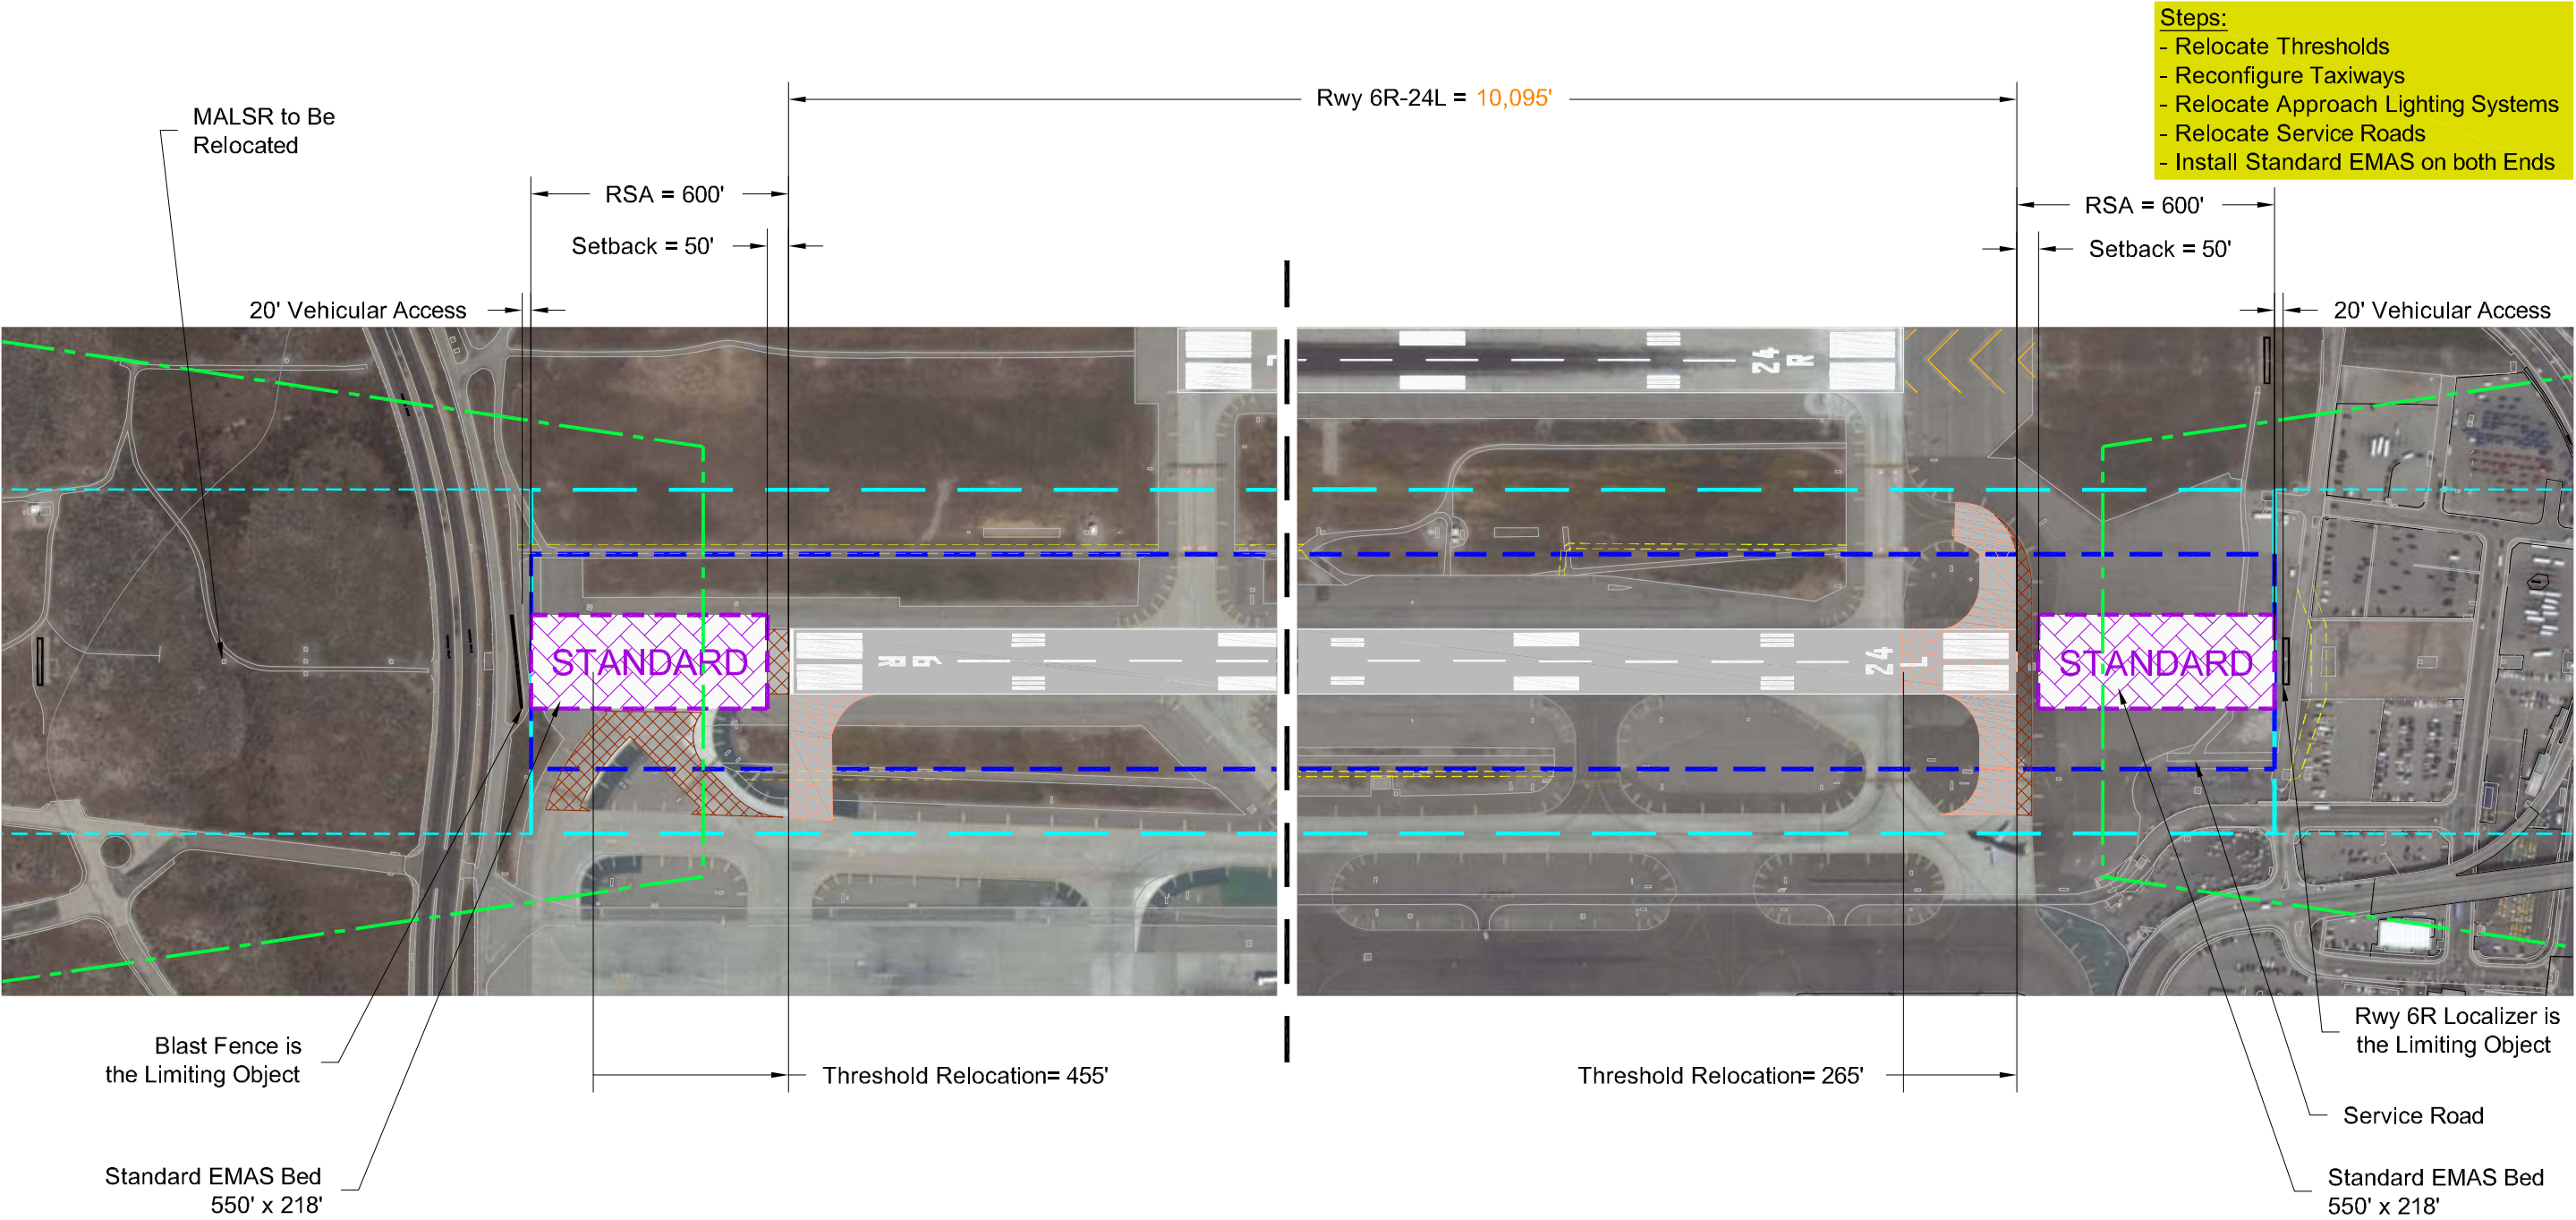 Steps:
- Relocate Thresholds
- Reconfigure Taxiways
- Relocate Approach Lighting Systems
- Relocate Service Roads
- Install Standard EMAS on both Ends
Rwy 6R-24L = 10,095'
MALSR to Be
Relocated
RSA = 600'
RSA = 600'
Setback = 50'
Setback = 50'
20' Vehicular Access
20' Vehicular Access
24
R
STANDARD
6R
24
L
STANDARD
Blast Fence is
the Limiting Object
Threshold Relocation= 455'
Threshold Relocation= 265'
Rwy 6R Localizer is
the Limiting Object
Service Road
Standard EMAS Bed
550' x 218'
Standard EMAS Bed
550' x 218'